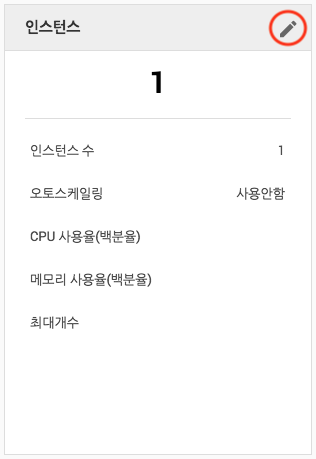 인스턴스
1
인스턴스 수 1
오토스케일링 사용안함
CPU 사용율(백분율)
메모리 사용율(백분율)
최대개수